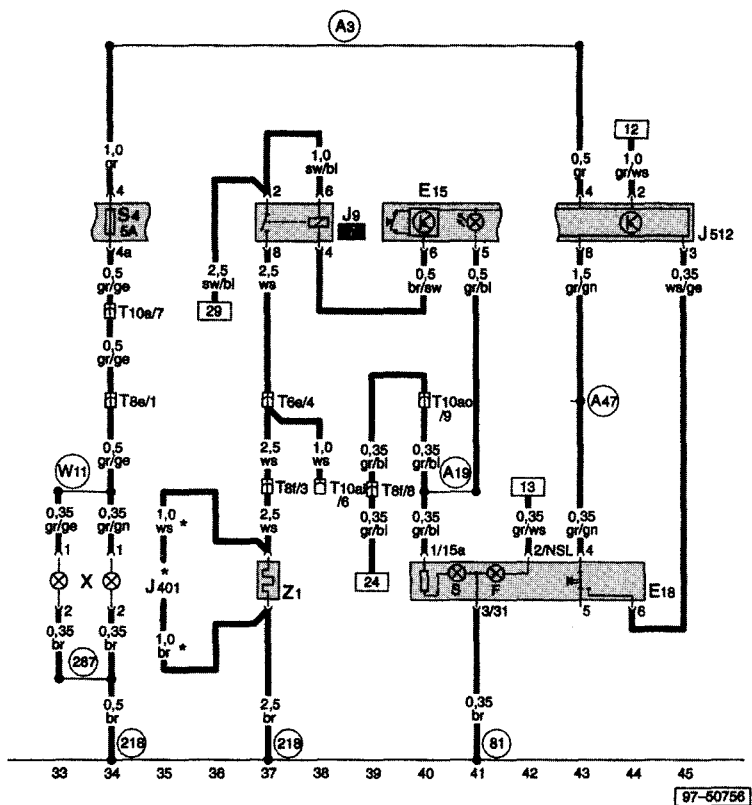 A3
1,0 gr
1,0 sw/bl
0,5 gr
12
1,0 gr/ws
4
2
6
E15
4
2
S4
5A
J9
K
K
J512
4a
8
4
6
5
8
3
0,5 gr/ge
2,5 sw/bl
2,5 ws
0,5 br/sw
0,5 gr/bl
1,5 gr/gn
0,35 ws/ge
29
T10a/7
0,5 gr/ge
T8e/1
T6e/4
T10ao/9
A47
0,5 gr/ge
2,5 ws
1,0 ws
0,35 gr/bl
0,35 gr/bl
W11
A19
T8f/3
/6
T8f/8
13
0,35 gr/ge
0,35 gr/gn
1,0 ws *
2,5 ws
0,35 gr/bl
0,35 gr/bl
0,35 gr/ws
0,35 gr/gn
1
1
1/15a
2/NSL
4
X
J401
Z1
24
S
F
E18
2
2
3/31
5
6
0,35 br
0,35 br
1,0 br *
267
0,5 br
2,5 br
0,35 br
218
218
81
33 34 35 36 37 38 39 40 41 42 43 44 45
97-50756